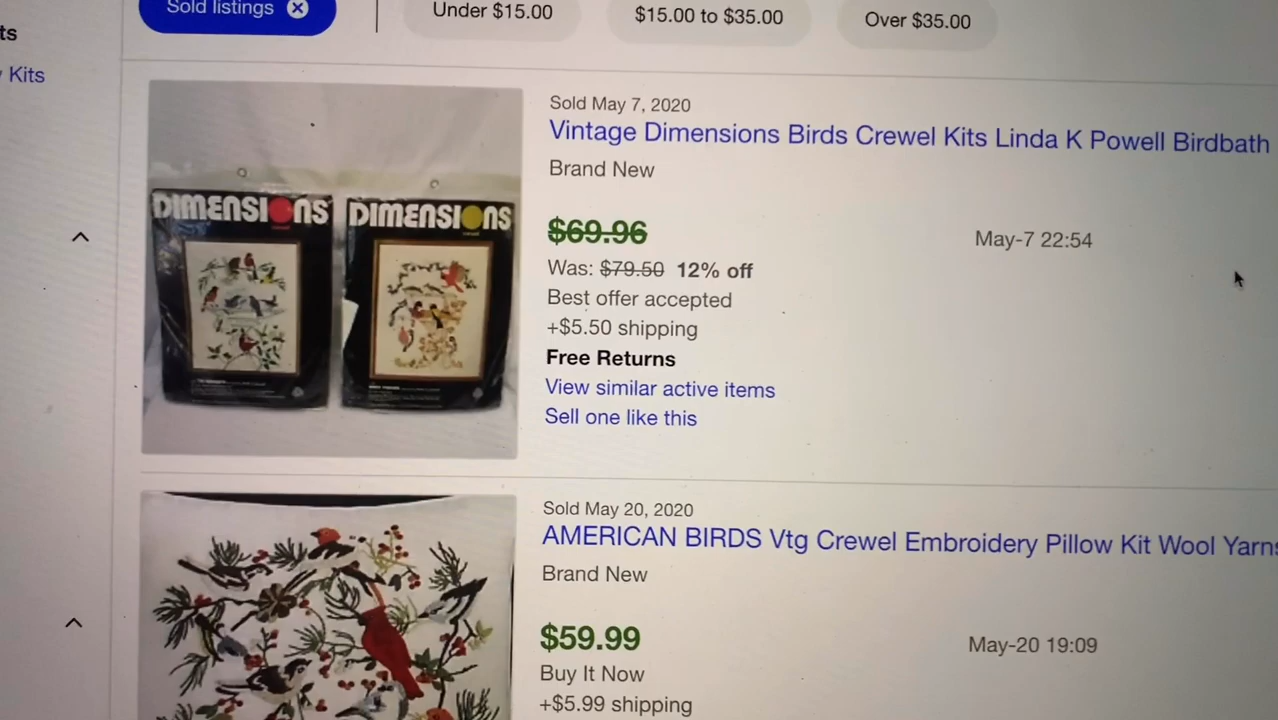 Sold listings
Under $15.00
$15.00 to $35.00
Over $35.00
ts
Kits
Sold May 7, 2020
Vintage Dimensions Birds Crewel Kits Linda K Powell Birdbath
Brand New
$69.96
May-7 22:54
Was: $79.50 12% off
Best offer accepted
+$5.50 shipping
Free Returns
View similar active items
Sell one like this
DIMENSIONS
DIMENSIONS
Sold May 20, 2020
AMERICAN BIRDS Vtg Crewel Embroidery Pillow Kit Wool Yarns
Brand New
$59.99
May-20 19:09
Buy It Now
+$5.99 shipping